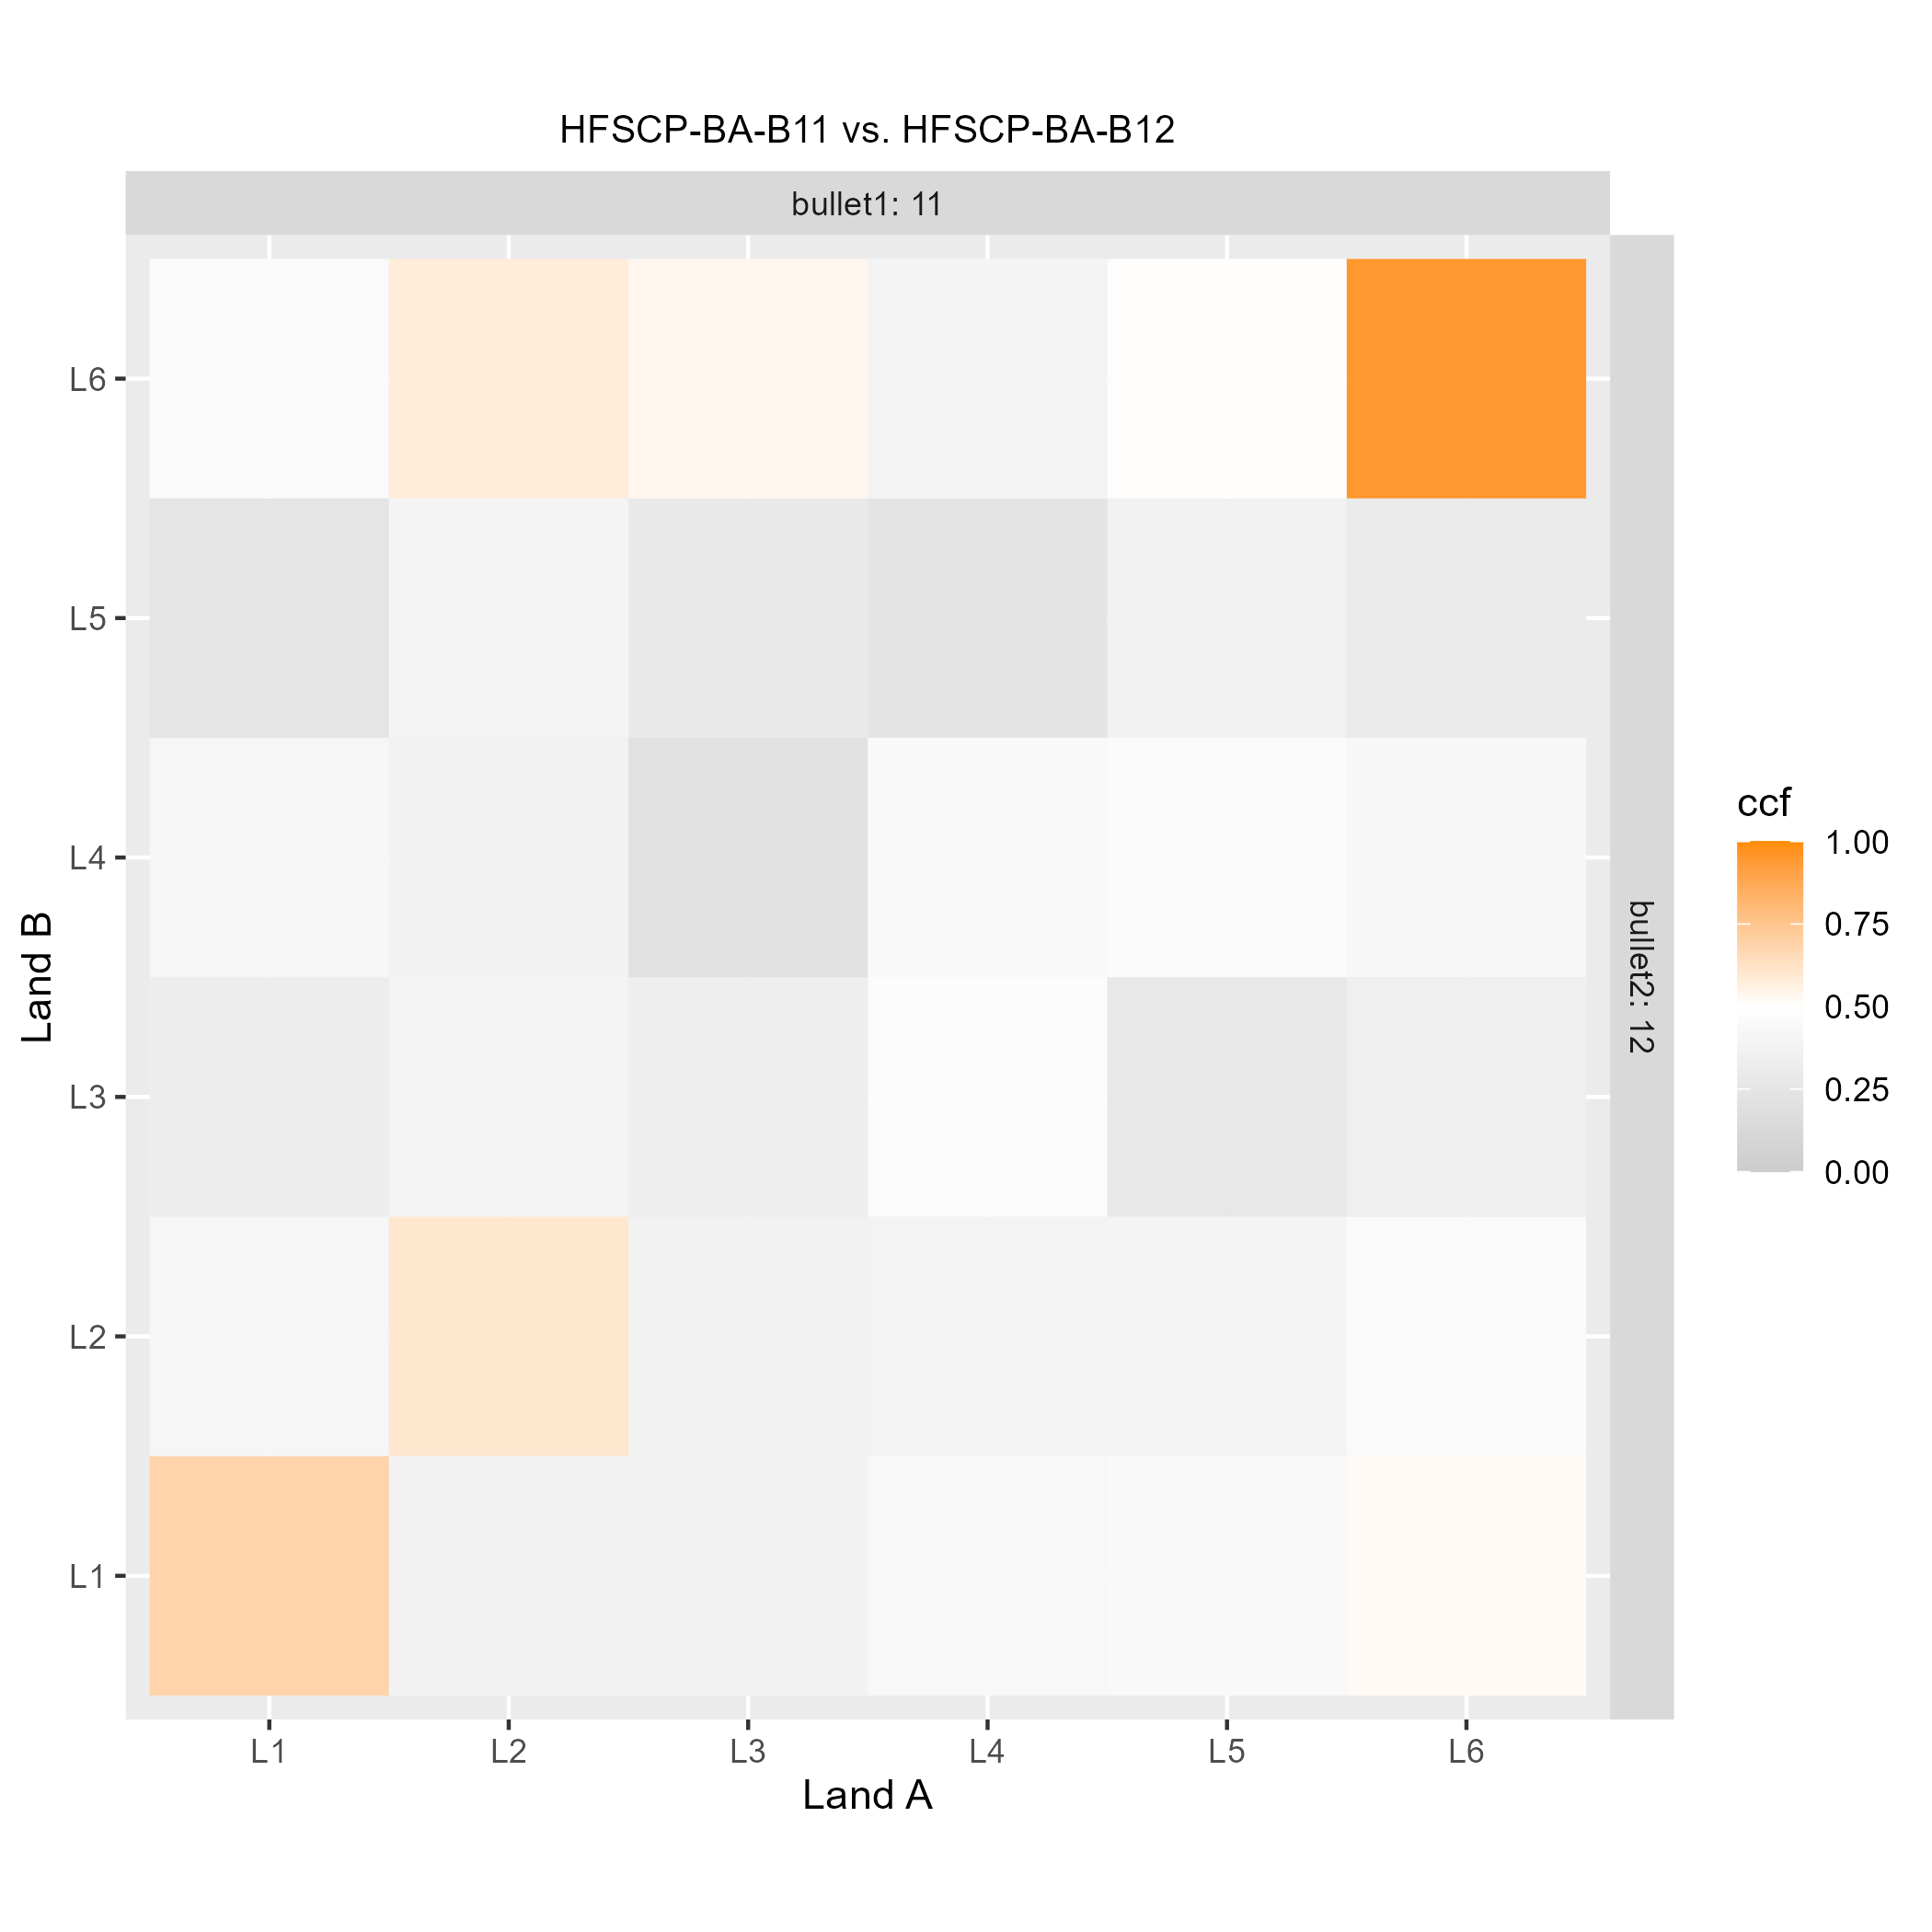 HFSCP-BA-B11 vs. HFSCP-BA-B12
bullet1: 11
L6
L5
L4
L3
L2
L1
Land B
bullet2: 12
L1 L2 L3 L4 L5 L6
Land A
ccf
1.00
0.75
0.50
0.25
0.00